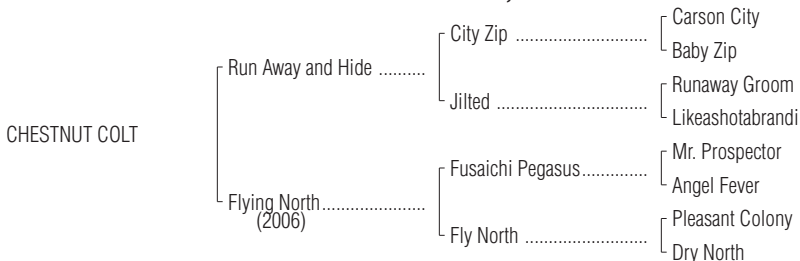 Carson City
City Zip ............................
Baby Zip
Run Away and Hide ..........
Runaway Groom
Jilted ................................
Likeashotabrandi
CHESTNUT COLT
Mr. Prospector
Fusaichi Pegasus..............
Angel Fever
Flying North......................
(2006)
Pleasant Colony
Fly North ..........................
Dry North